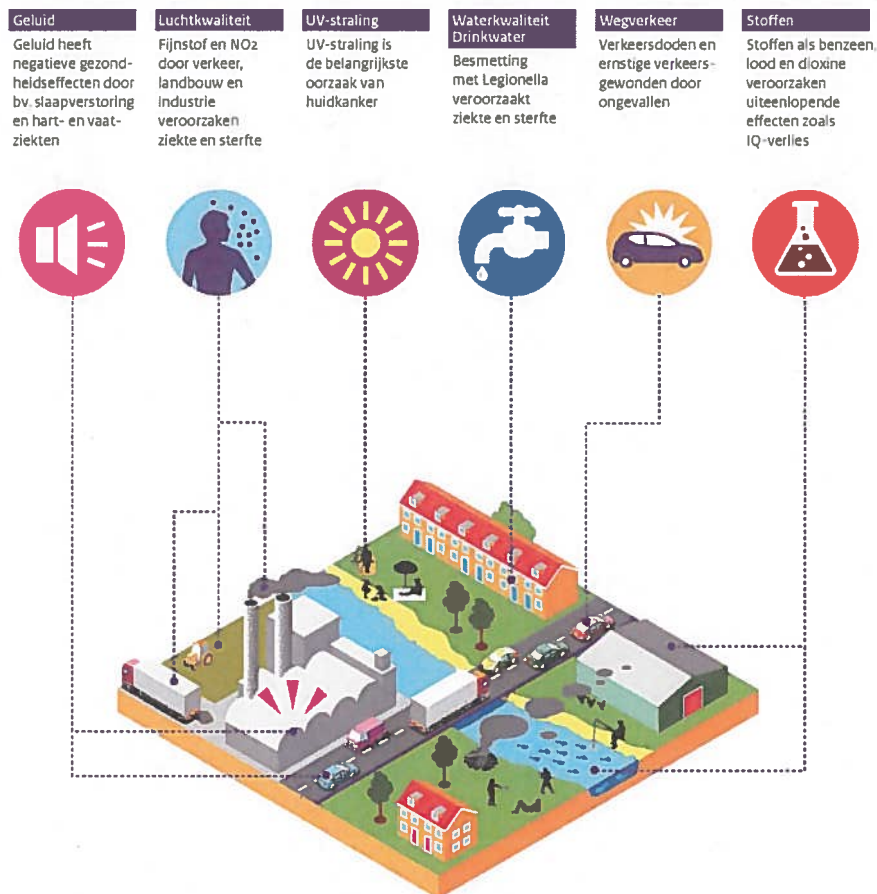 Geluid
Geluid heeft
negatieve gezond-
heidseffecten door
bv. slaapverstoring
en hart- en vaat-
ziekten
Luchtkwaliteit
Fijnstof en NO2
door verkeer,
landbouw en
industrie
veroorzaken
ziekte en sterfte
UV-straling
UV-straling is
de belangrijkste
oorzaak van
huidkanker
Waterkwaliteit
Drinkwater
Besmetting
met Legionella
veroorzaakt
ziekte en sterfte
Wegverkeer
Verkeersdoden en
ernstige verkeers-
gewonden door
ongevallen
Stoffen
Stoffen als benzeen,
lood en dioxine
veroorzaken
uiteenlopende
effecten zoals
IQ-verlies